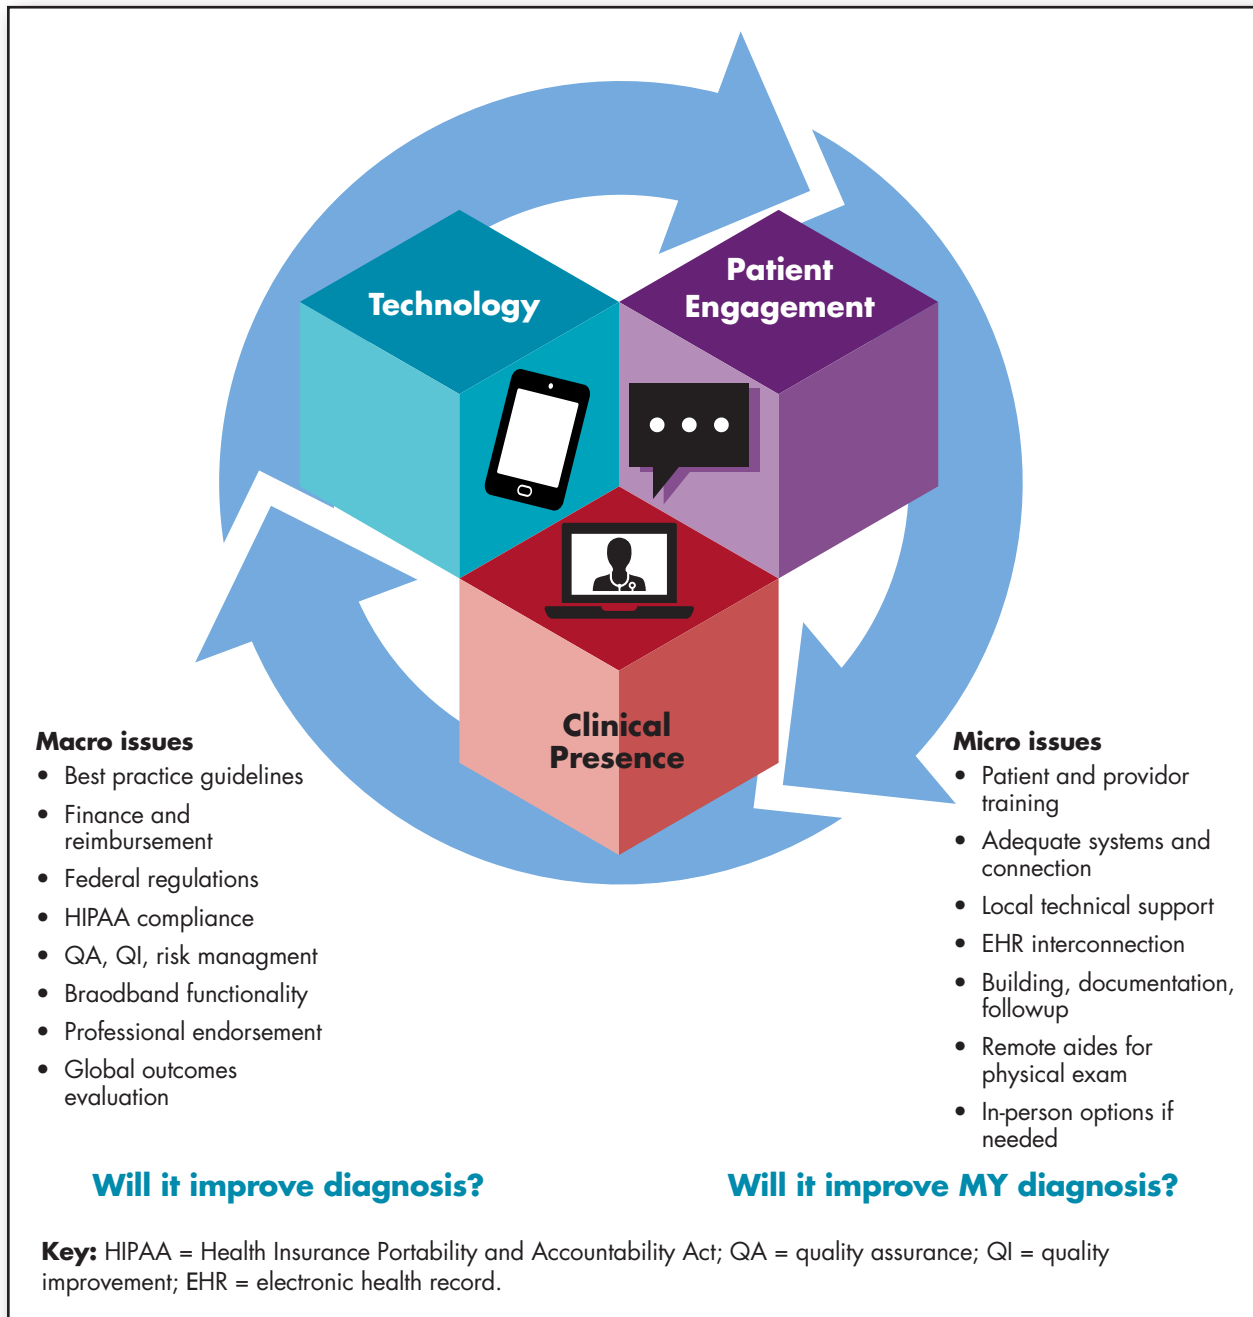 Technology
Patient
Engagement
Clinical
Presence
Macro issues
• Best practice guidelines
• Finance and
reimbursement
• Federal regulations
• HIPAA compliance
• QA, QI, risk managment
• Braodband functionality
• Professional endorsement
• Global outcomes
evaluation
Will it improve diagnosis?
Micro issues
• Patient and providor
training
• Adequate systems and
connection
• Local technical support
• EHR interconnection
• Building, documentation,
followup
• Remote aides for
physical exam
• In-person options if
needed
Will it improve MY diagnosis?
Key: HIPAA = Health Insurance Portability and Accountability Act; QA = quality assurance; QI = quality
improvement; EHR = electronic health record.